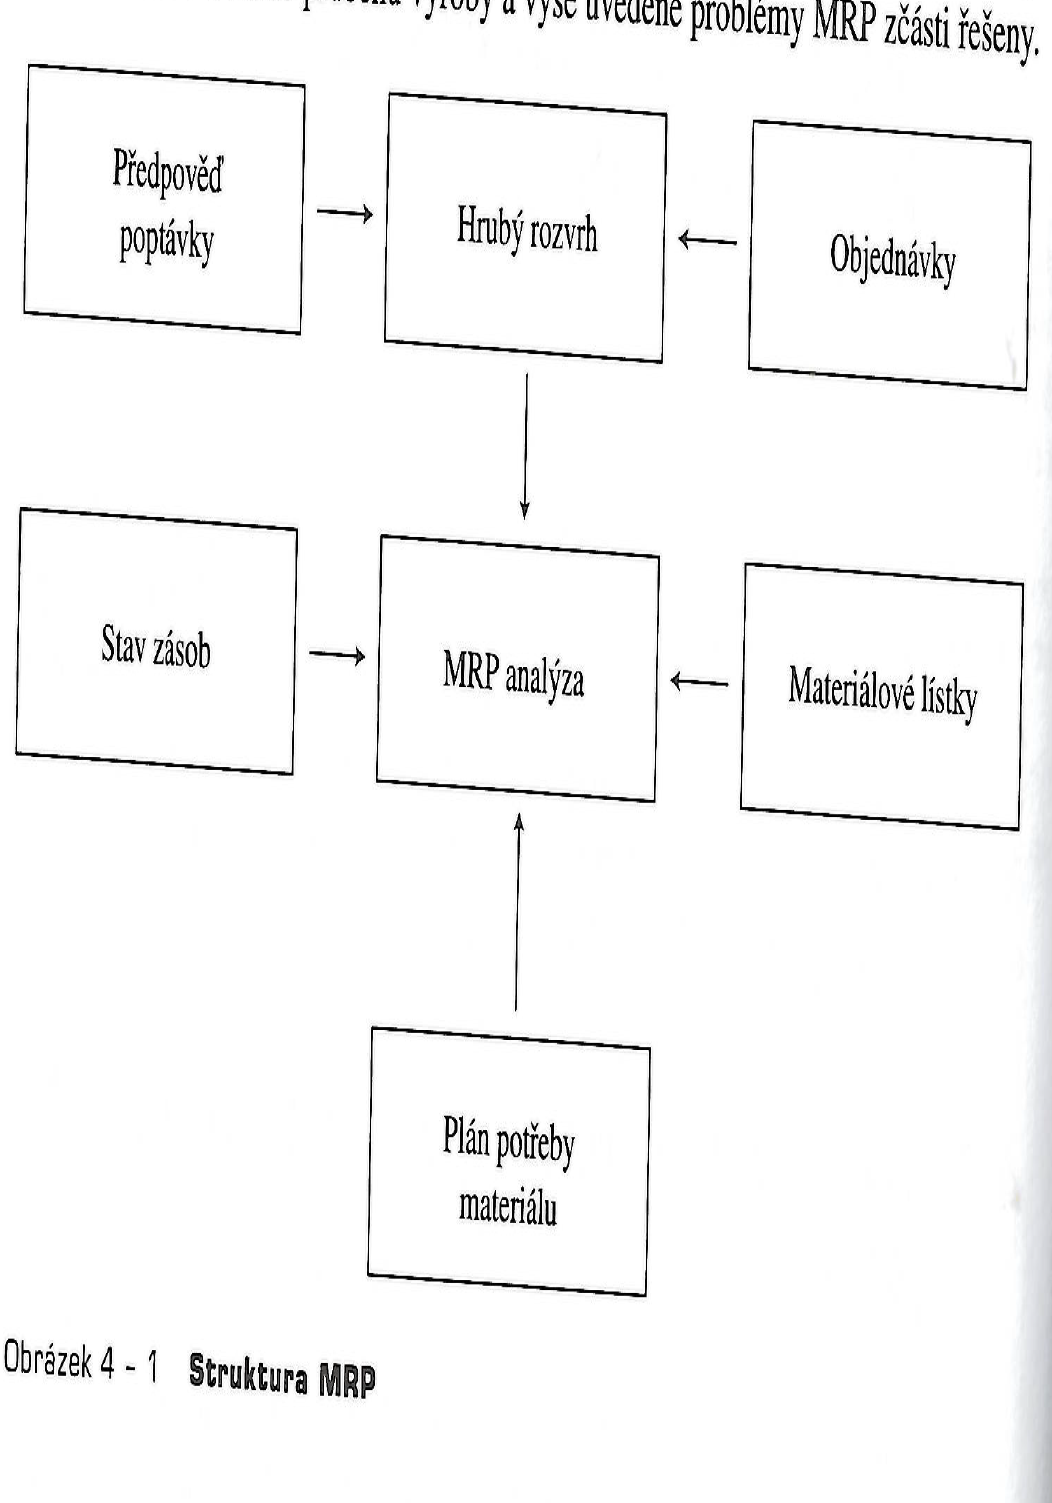 výroby a výše uvedené problémy MRP zčásti řešeny.
Předpověď
poptávky
Hrubý rozvrh
Objednávky
Stav zásob
MRP analýza
Materiálové lístky
Plán potřeby
materiálu
Obrázek 4 - 1 Struktura MRP